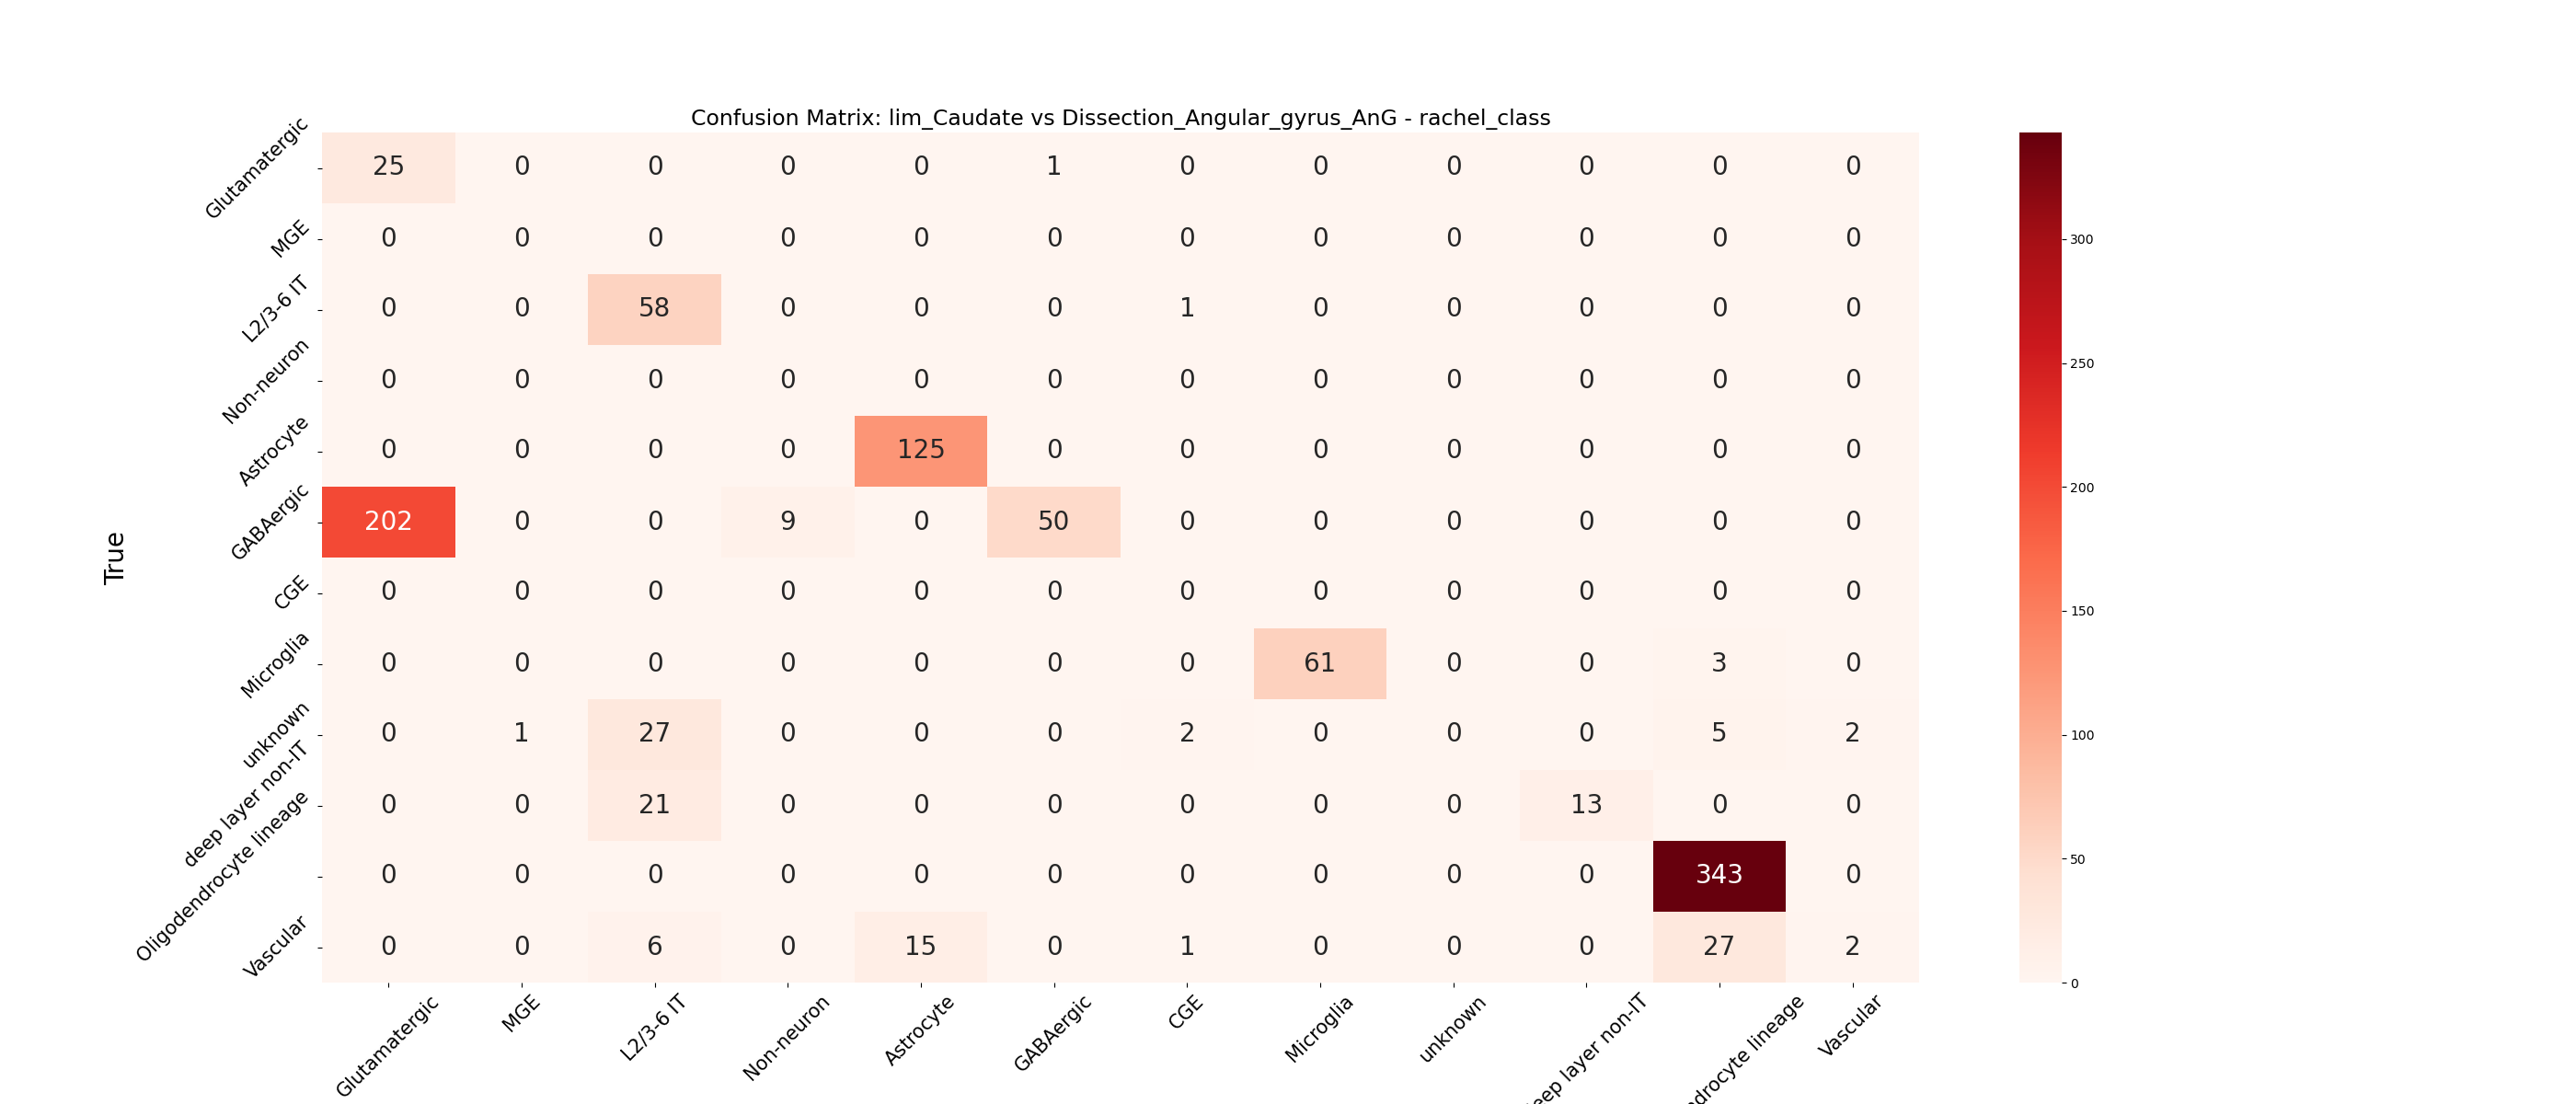 Confusion Matrix: lim_Caudate vs Dissection_Angular_gyrus_AnG - rachel_class
True
Glutamatergic 25 0 0 0 0 1 0 0 0 0 0 0
MGE 0 0 0 0 0 0 0 0 0 0 0 0
L2/3-6 IT 0 0 58 0 0 0 1 0 0 0 0 0
Non-neuron 0 0 0 0 0 0 0 0 0 0 0 0
Astrocyte 0 0 0 0 125 0 0 0 0 0 0 0
GABAergic 202 0 0 9 0 50 0 0 0 0 0 0
CGE 0 0 0 0 0 0 0 0 0 0 0 0
Microglia 0 0 0 0 0 0 0 61 0 0 3 0
unknown 0 1 27 0 0 0 2 0 0 0 5 2
deep layer non-IT 0 0 21 0 0 0 0 0 0 13 0 0
Oligodendrocyte lineage 0 0 0 0 0 0 0 0 0 0 343 0
Vascular 0 0 6 0 15 0 1 0 0 0 27 2
Glutamatergic MGE L2/3-6 IT Non-neuron Astrocyte GABAergic CGE Microglia unknown eep layer non-IT drocyte lineage Vascular
300
250
200
150
100
50
0